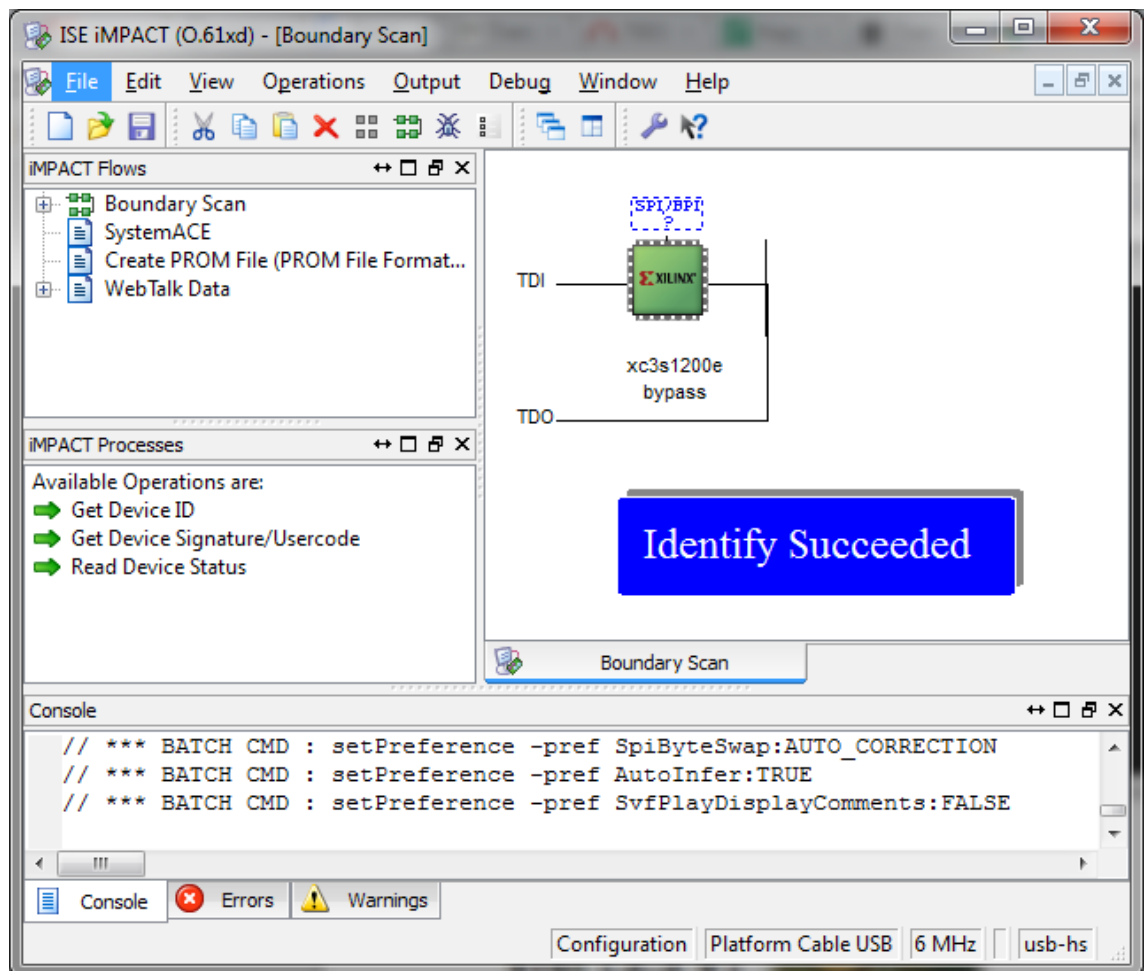 ISE iMPACT (O.61xd) - [Boundary Scan]
File Edit View Operations Output Debug Window Help
iMPACT Flows
Boundary Scan
SystemACE
Create PROM File (PROM File Format...
WebTalk Data
SPI/BPI
?
TDI
XILINX
xc3s1200e
bypass
TDO
iMPACT Processes
Available Operations are:
Get Device ID
Get Device Signature/Usercode
Read Device Status
Identify Succeeded
Boundary Scan
Console
// *** BATCH CMD : setPreference -pref SpiByteSwap:AUTO_CORRECTION
// *** BATCH CMD : setPreference -pref AutoInfer:TRUE
// *** BATCH CMD : setPreference -pref SvfPlayDisplayComments:FALSE
Console Errors Warnings
Configuration Platform Cable USB 6 MHz usb-hs